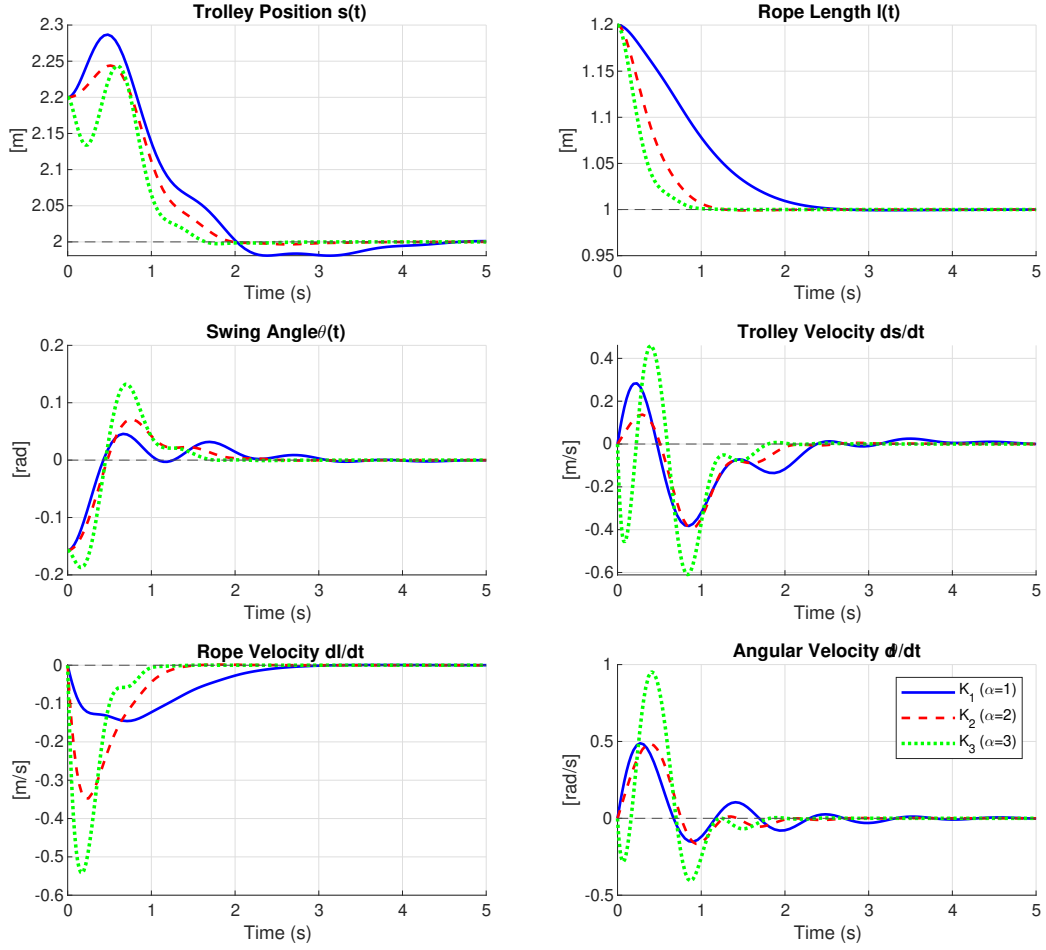 Trolley Position s(t)
2.3
2.25
2.2
2.15
2.1
2.05
2
[m]
0 1 2 3 4 5
Time (s)
Rope Length l(t)
1.2
1.15
1.1
1.05
1
0.95
[m]
0 1 2 3 4 5
Time (s)
Swing Angleθ(t)
0.2
0.1
0
-0.1
-0.2
[rad]
0 1 2 3 4 5
Time (s)
Trolley Velocity ds/dt
0.4
0.2
0
-0.2
-0.4
-0.6
[m/s]
0 1 2 3 4 5
Time (s)
Rope Velocity dl/dt
0
-0.1
-0.2
-0.3
-0.4
-0.5
-0.6
[m/s]
0 1 2 3 4 5
Time (s)
Angular Velocity dθ/dt
1
0.5
0
-0.5
[rad/s]
0 1 2 3 4 5
Time (s)
K₁ (α=1)
K₂ (α=2)
K₃ (α=3)